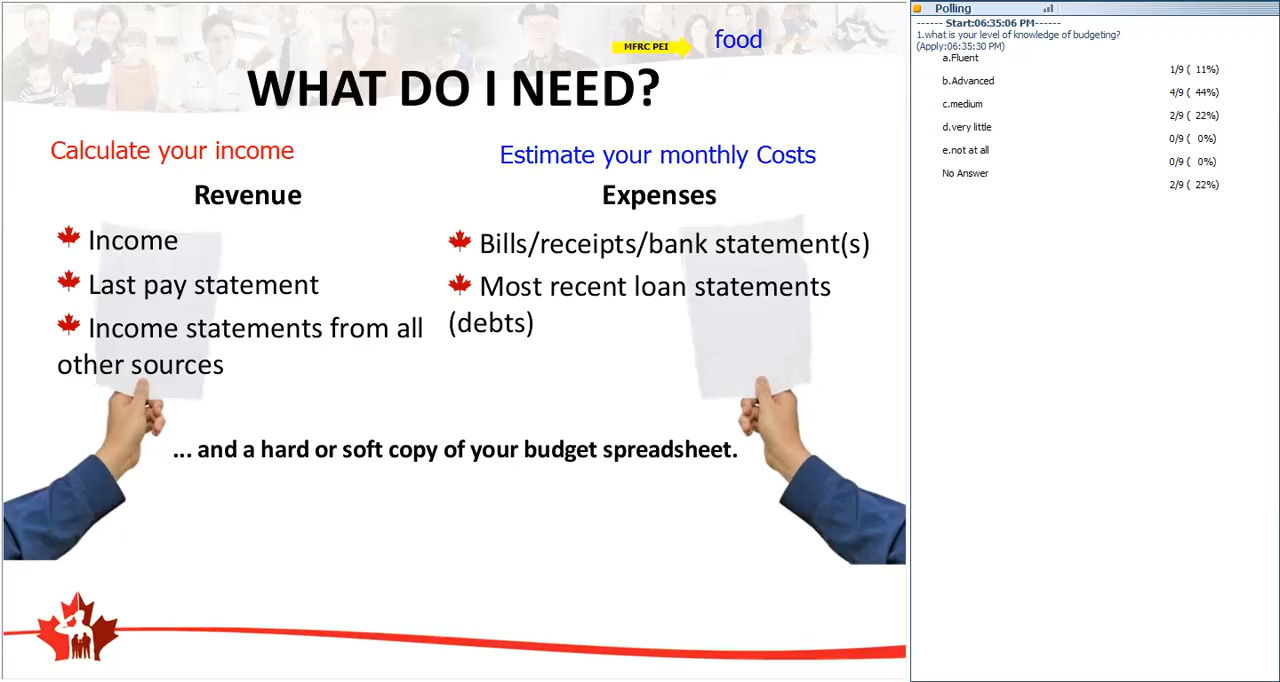 MFRC PEI
food
WHAT DO I NEED?
Calculate your income
Estimate your monthly Costs
Revenue
Income
Last pay statement
Income statements from all
other sources
Expenses
Bills/receipts/bank statement(s)
Most recent loan statements
(debts)
... and a hard or soft copy of your budget spreadsheet.
Polling
------ Start:06:35:06 PM------
1.what is your level of knowledge of budgeting?
(Apply:06:35:30 PM)
a.Fluent
1/9 ( 11%)
b.Advanced
4/9 ( 44%)
c.medium
2/9 ( 22%)
d.very little
0/9 ( 0%)
e.not at all
0/9 ( 0%)
No Answer
2/9 ( 22%)